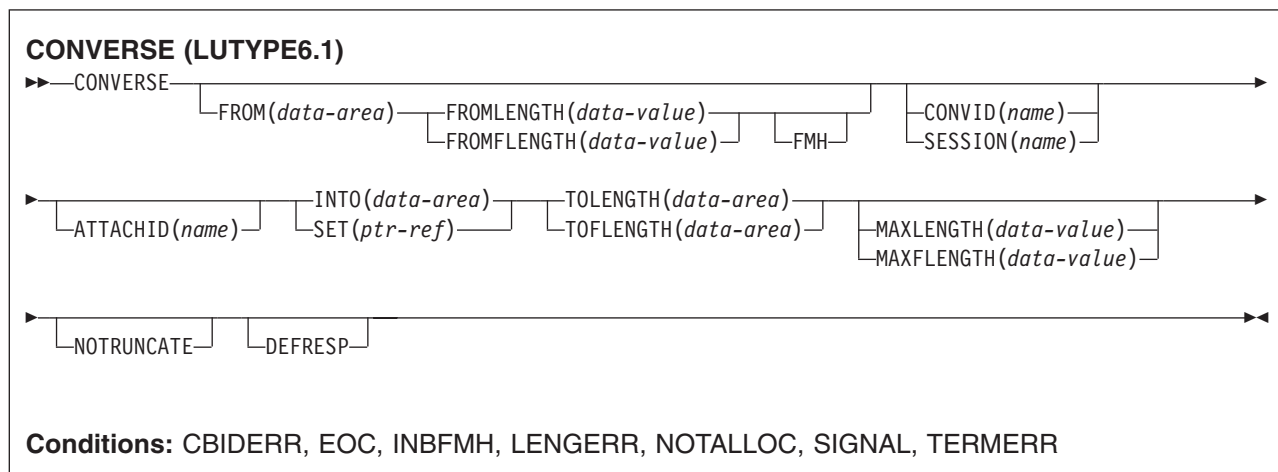 CONVERSE (LUTYPE6.1)
CONVERSE
FROM(data-area) FROMLENGTH(data-value) CONVID(name)
FROMFLENGTH(data-value) FMH SESSION(name)
INTO(data-area) TOLENGTH(data-area)
ATTACHID(name) SET(ptr-ref) TOFLENGTH(data-area) MAXLENGTH(data-value)
MAXFLENGTH(data-value)
NOTRUNCATE DEFRESP
Conditions: CBIDERR, EOC, INBFMH, LENGERR, NOTALLOC, SIGNAL, TERMERR